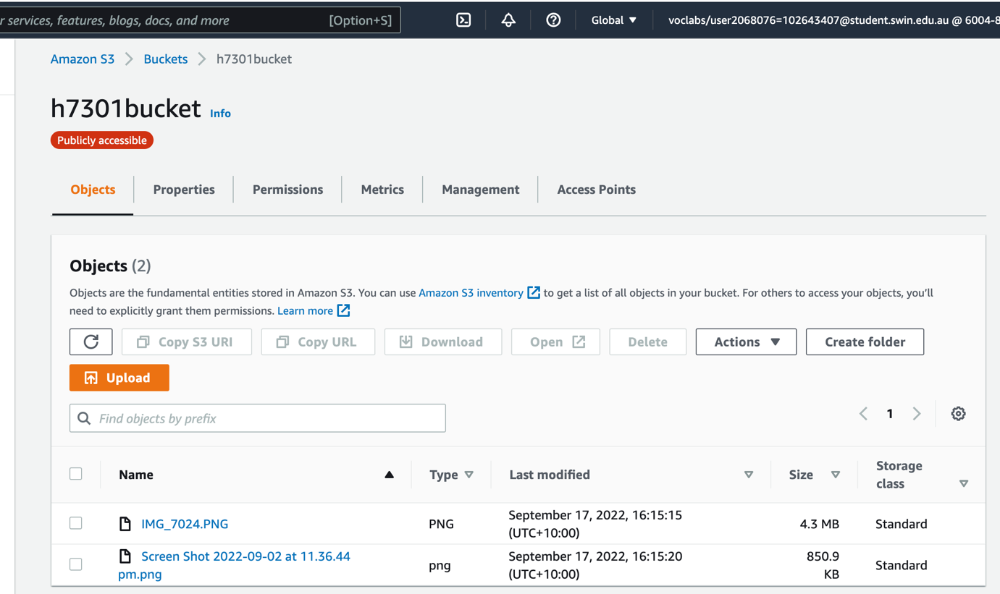 r services, features, blogs, docs, and more [Option+S] Global voclabs/user2068076=102643407@student.swin.edu.au @ 6004-8
Amazon S3 Buckets h7301bucket
h7301bucket Info
Publicly accessible
Objects Properties Permissions Metrics Management Access Points
Objects (2)
Objects are the fundamental entities stored in Amazon S3. You can use Amazon S3 inventory to get a list of all objects in your bucket. For others to access your objects, you'll
need to explicitly grant them permissions. Learn more
Copy S3 URI Copy URL Download Open Delete Actions Create folder
Upload
Find objects by prefix 1
Name Type Last modified Size Storage
class
IMG_7024.PNG PNG September 17, 2022, 16:15:15 4.3 MB Standard
(UTC+10:00)
Screen Shot 2022-09-02 at 11.36.44 png September 17, 2022, 16:15:20 850.9 Standard
pm.png (UTC+10:00) KB